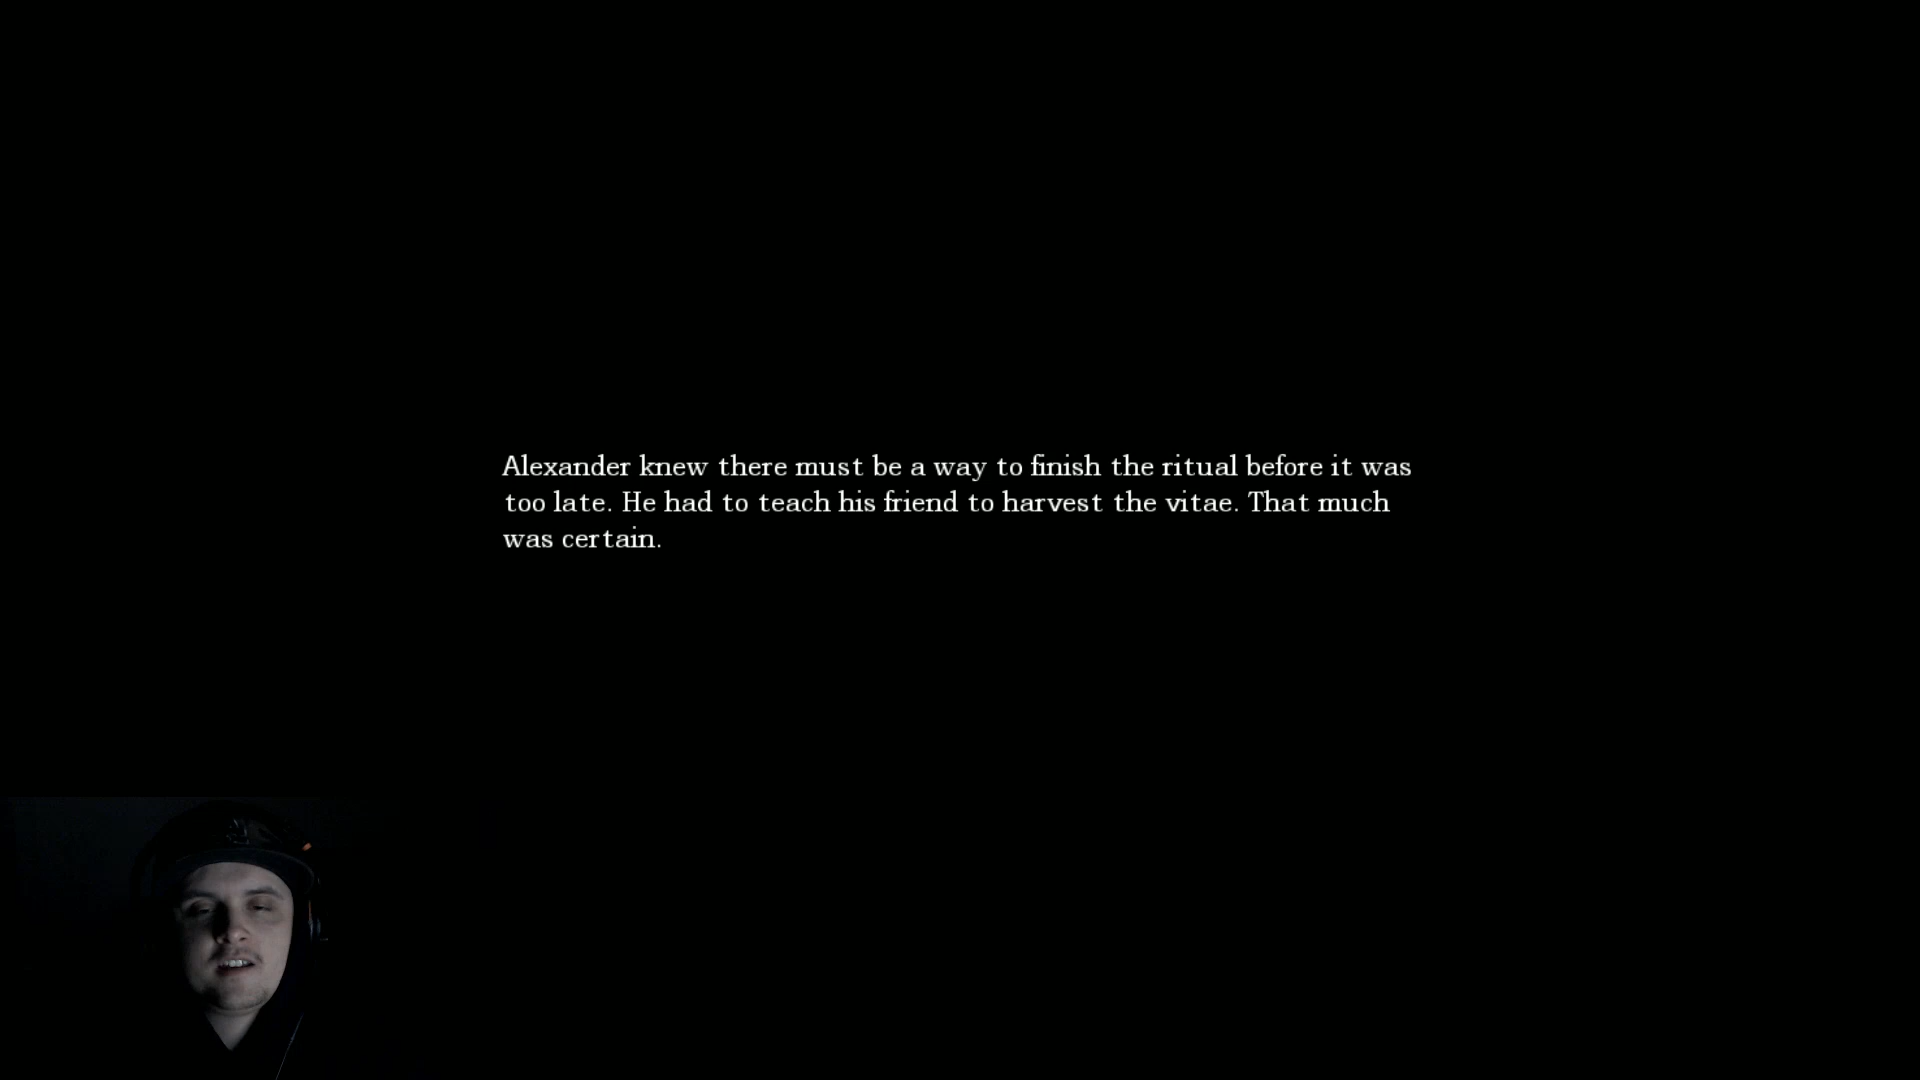 Alexander knew there must be a way to finish the ritual before it was
too late. He had to teach his friend to harvest the vitae. That much
was certain.